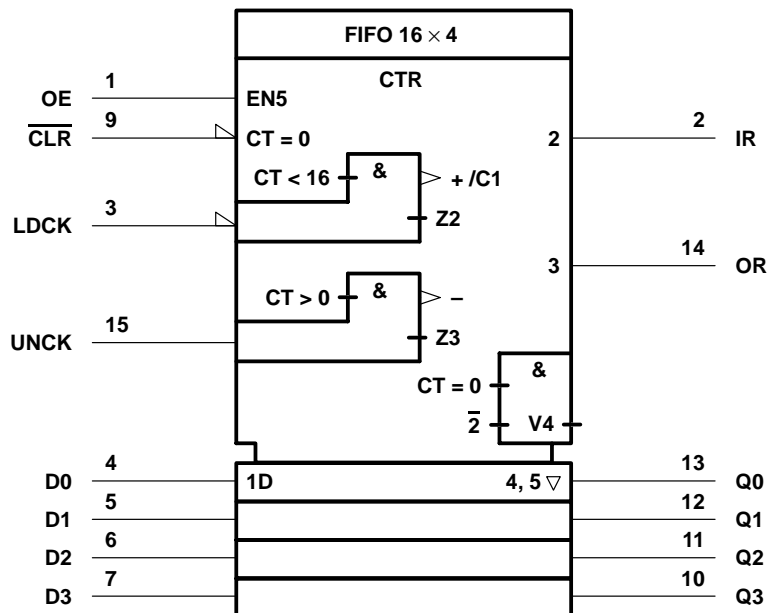 FIFO 16 × 4
CTR
OE 1 EN5
C̅L̅R̅ 9 CT = 0 2 2 IR
CT < 16 & + /C1
LDCK 3 Z2
3 14 OR
CT > 0 & –
UNCK 15 Z3
&
CT = 0
2̅ V4
D0 4 1D 4, 5 ▽ 13 Q0
D1 5 12 Q1
D2 6 11 Q2
D3 7 10 Q3